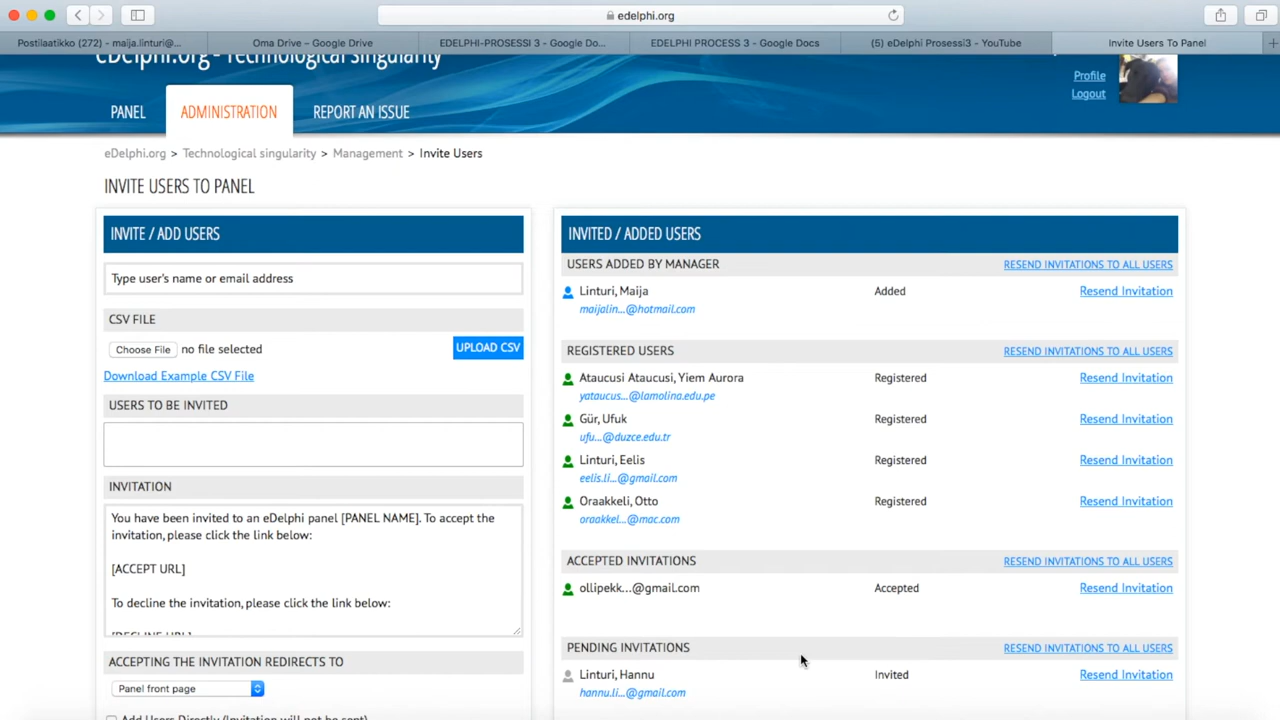 edelphi.org
Postilaatikko (272) – maija.linturi@...
Oma Drive – Google Drive
EDELPHI-PROSESSI 3 - Google Do...
EDELPHI PROCESS 3 - Google Docs
(5) eDelphi Prosessi3 - YouTube
Invite Users To Panel
eDelphi.org - Technological singularity
Profile
Logout
PANEL
ADMINISTRATION
REPORT AN ISSUE
eDelphi.org > Technological singularity > Management > Invite Users
INVITE USERS TO PANEL
INVITE / ADD USERS
Type user's name or email address
CSV FILE
Choose File no file selected
UPLOAD CSV
Download Example CSV File
USERS TO BE INVITED
INVITATION
You have been invited to an eDelphi panel [PANEL NAME]. To accept the
invitation, please click the link below:
[ACCEPT URL]
To decline the invitation, please click the link below:
[DECLINE URL]
ACCEPTING THE INVITATION REDIRECTS TO
Panel front page
Add Users Directly (Invitation will not be sent)
INVITED / ADDED USERS
USERS ADDED BY MANAGER RESEND INVITATIONS TO ALL USERS
Linturi, Maija Added Resend Invitation
maijalin...@hotmail.com
REGISTERED USERS RESEND INVITATIONS TO ALL USERS
Ataucusi Ataucusi, Yiem Aurora Registered Resend Invitation
yataucus...@lamolina.edu.pe
Gür, Ufuk Registered Resend Invitation
ufu...@duzce.edu.tr
Linturi, Eelis Registered Resend Invitation
eelis.li...@gmail.com
Oraakkeli, Otto Registered Resend Invitation
oraakkel...@mac.com
ACCEPTED INVITATIONS RESEND INVITATIONS TO ALL USERS
ollipekk...@gmail.com Accepted Resend Invitation
PENDING INVITATIONS RESEND INVITATIONS TO ALL USERS
Linturi, Hannu Invited Resend Invitation
hannu.li...@gmail.com